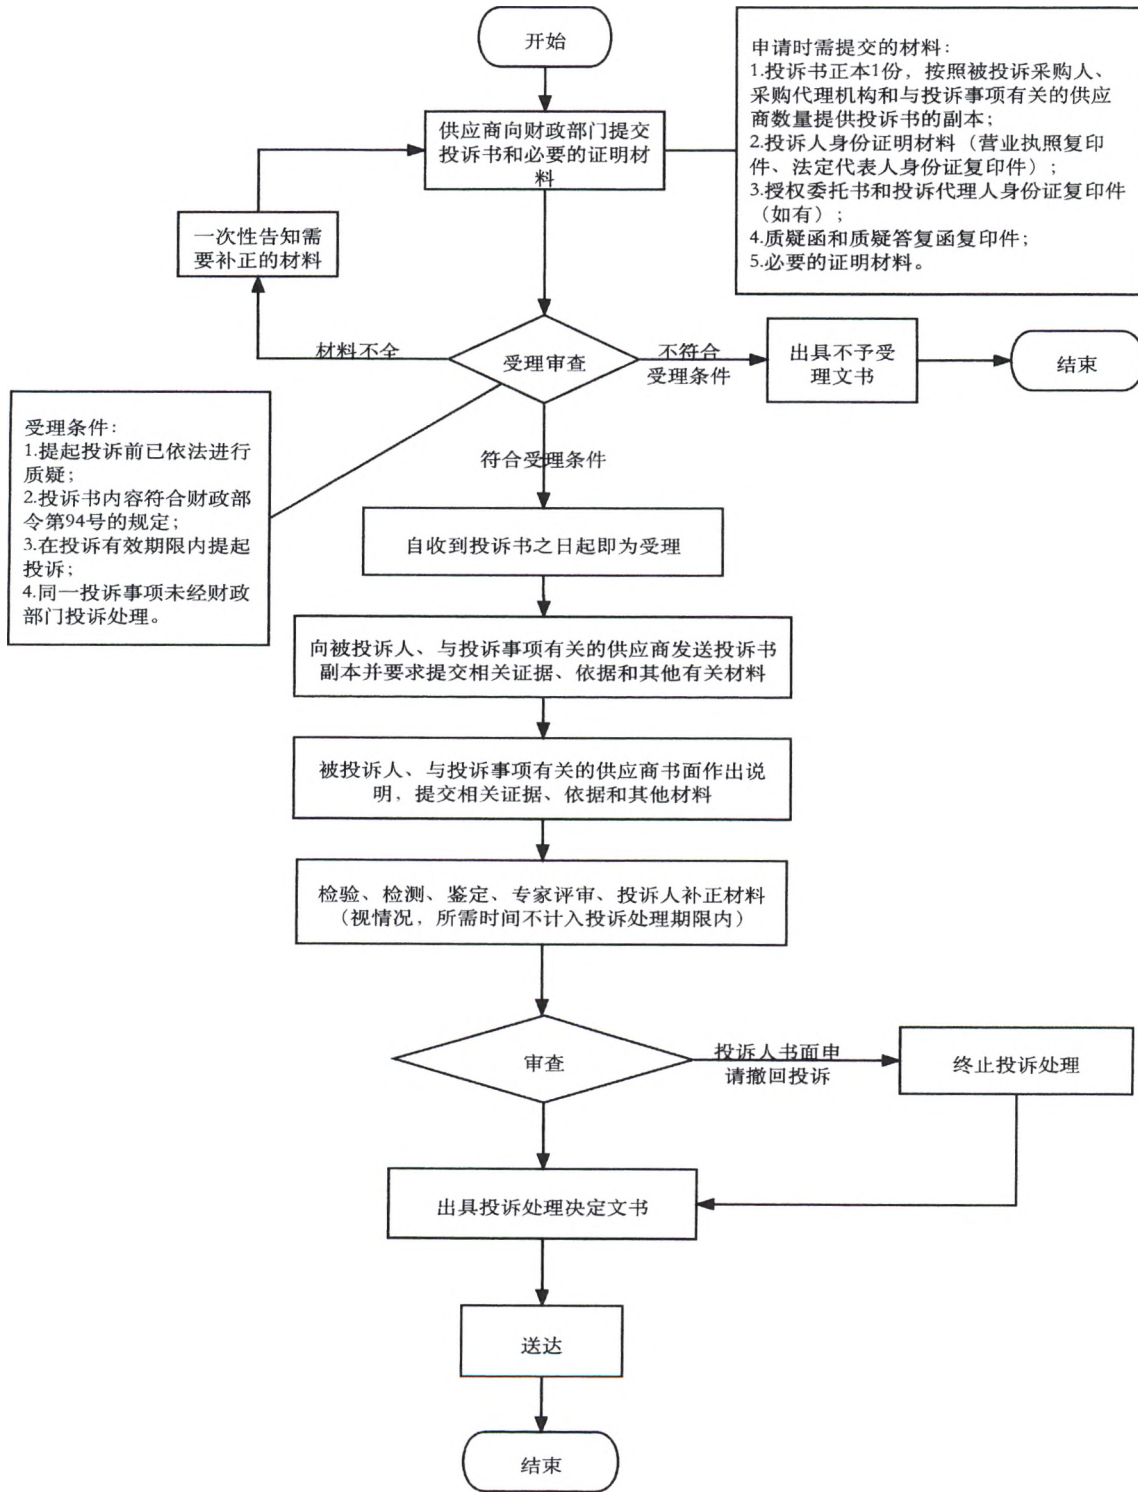 开始
供应商向财政部门提交
投诉书和必要的证明材
料
申请时需提交的材料：
1.投诉书正本1份，按照被投诉采购人、
采购代理机构和与投诉事项有关的供应
商数量提供投诉书的副本；
2.投诉人身份证明材料（营业执照复印
件、法定代表人身份证复印件）；
3.授权委托书和投诉代理人身份证复印件
（如有）；
4.质疑函和质疑答复函复印件；
5.必要的证明材料。
一次性告知需
要补正的材料
材料不全
受理审查
不符合
受理条件
出具不予受
理文书
结束
受理条件：
1.提起投诉前已依法进行
质疑；
2.投诉书内容符合财政部
令第94号的规定；
3.在投诉有效期限内提起
投诉；
4.同一投诉事项未经财政
部门投诉处理。
符合受理条件
自收到投诉书之日起即为受理
向被投诉人、与投诉事项有关的供应商发送投诉书
副本并要求提交相关证据、依据和其他有关材料
被投诉人、与投诉事项有关的供应商书面作出说
明，提交相关证据、依据和其他材料
检验、检测、鉴定、专家评审、投诉人补正材料
（视情况，所需时间不计入投诉处理期限内）
审查
投诉人书面申
请撤回投诉
终止投诉处理
出具投诉处理决定文书
送达
结束